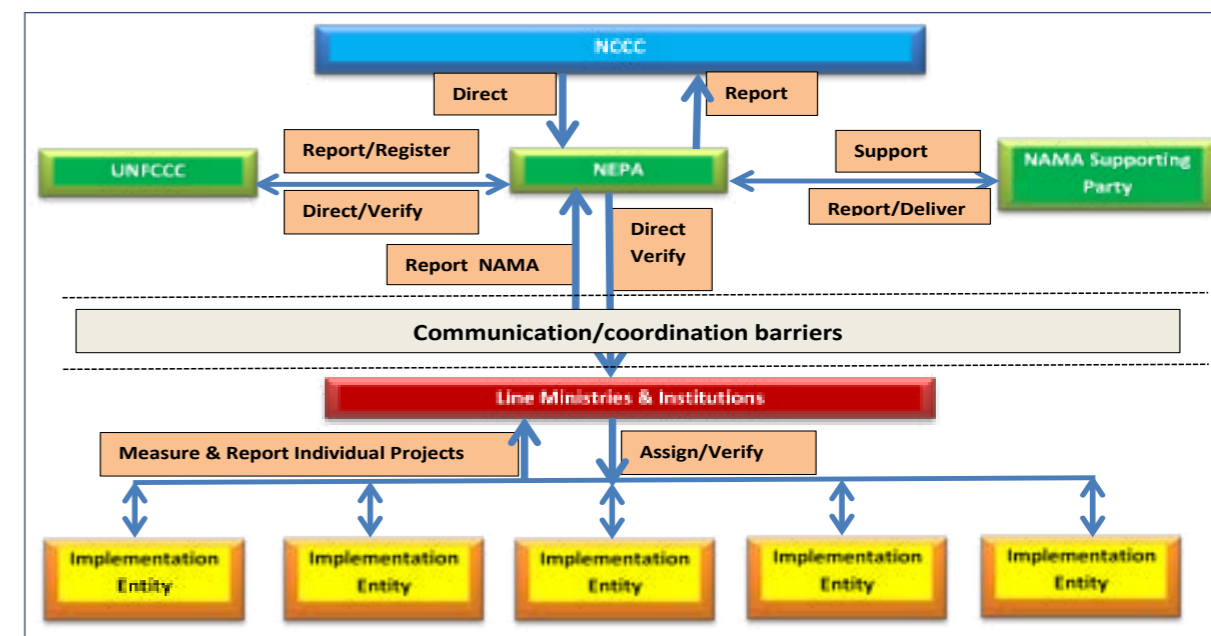 NCCC
Direct
Report
Report/Register
Support
UNFCCC
NEPA
NAMA Supporting
Party
Direct/Verify
Report/Deliver
Direct
Verify
Report NAMA
Communication/coordination barriers
Line Ministries & Institutions
Measure & Report Individual Projects
Assign/Verify
Implementation
Entity
Implementation
Entity
Implementation
Entity
Implementation
Entity
Implementation
Entity